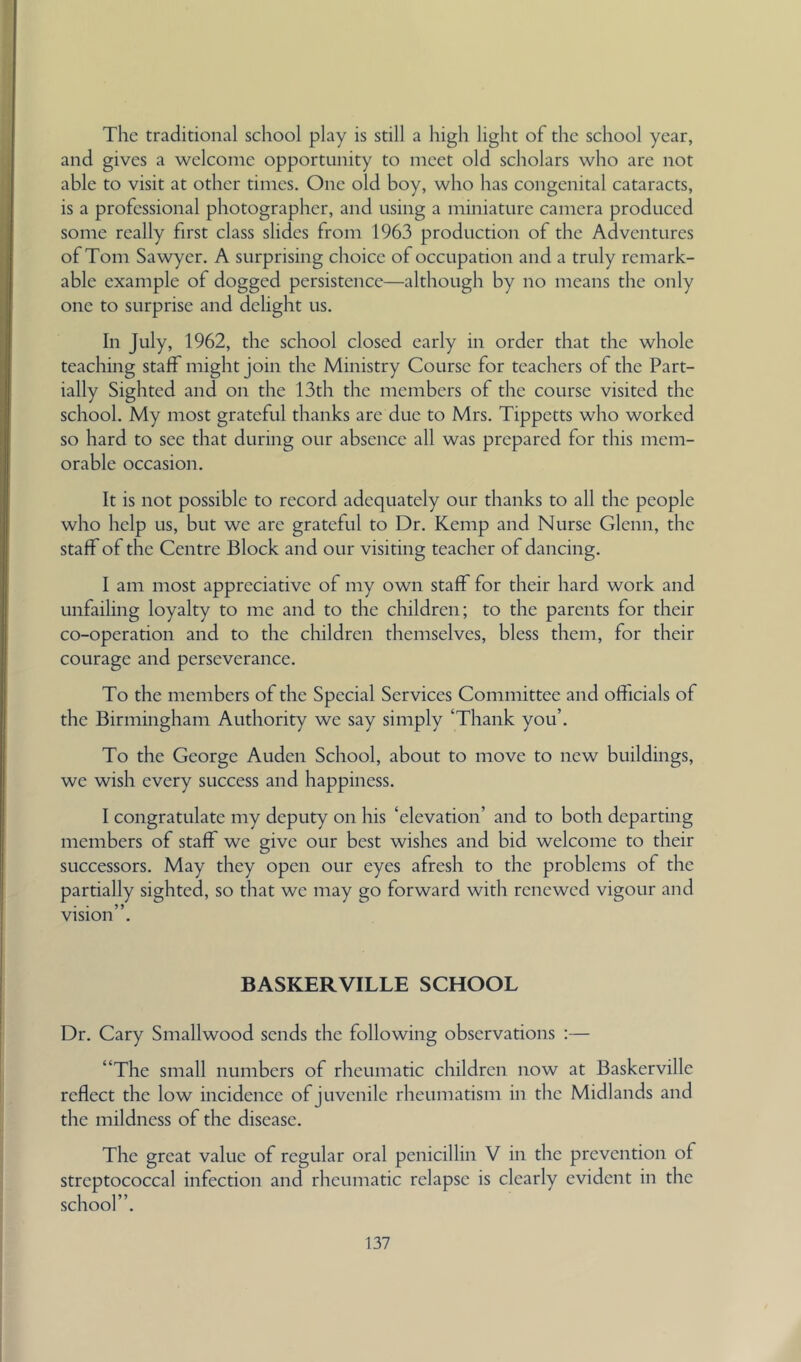 The traditional school play is still a high light of the school year,
and gives a welcome opportunity to meet old scholars who are not
able to visit at other times. One old boy, who has congenital cataracts,
is a professional photographer, and using a miniature camera produced
some really first class slides from 1963 production of the Adventures
of Tom Sawyer. A surprising choice of occupation and a truly remark-
able example of dogged persistence—although by no means the only
one to surprise and delight us.
In July, 1962, the school closed early in order that the whole
teaching staff might join the Ministry Course for teachers of the Part-
ially Sighted and on the 13th the members of the course visited the
school. My most grateful thanks are due to Mrs. Tippetts who worked
so hard to see that during our absence all was prepared for this mem-
orable occasion.
It is not possible to record adequately our thanks to all the people
who help us, but we are grateful to Dr. Kemp and Nurse Glenn, the
staff of the Centre Block and our visiting teacher of dancing.
I am most appreciative of my own staff for their hard work and
unfailing loyalty to me and to the children; to the parents for their
co-operation and to the children themselves, bless them, for their
courage and perseverance.
To the members of the Special Services Committee and officials of
the Birmingham Authority we say simply ‘Thank you’.
To the George Auden School, about to move to new buildings,
we wish every success and happiness.
I congratulate my deputy on his ‘elevation’ and to both departing
members of staff we give our best wishes and bid welcome to their
successors. May they open our eyes afresh to the problems of the
partially sighted, so that we may go forward with renewed vigour and
vision”.
BASKERVILLE SCHOOL
Dr. Cary Smallwood sends the following observations :—
“The small numbers of rheumatic children now at Baskerville
reflect the low incidence of juvenile rheumatism in the Midlands and
the mildness of the disease.
The great value of regular oral penicillin V in the prevention of
streptococcal infection and rheumatic relapse is clearly evident in the
school”.
137